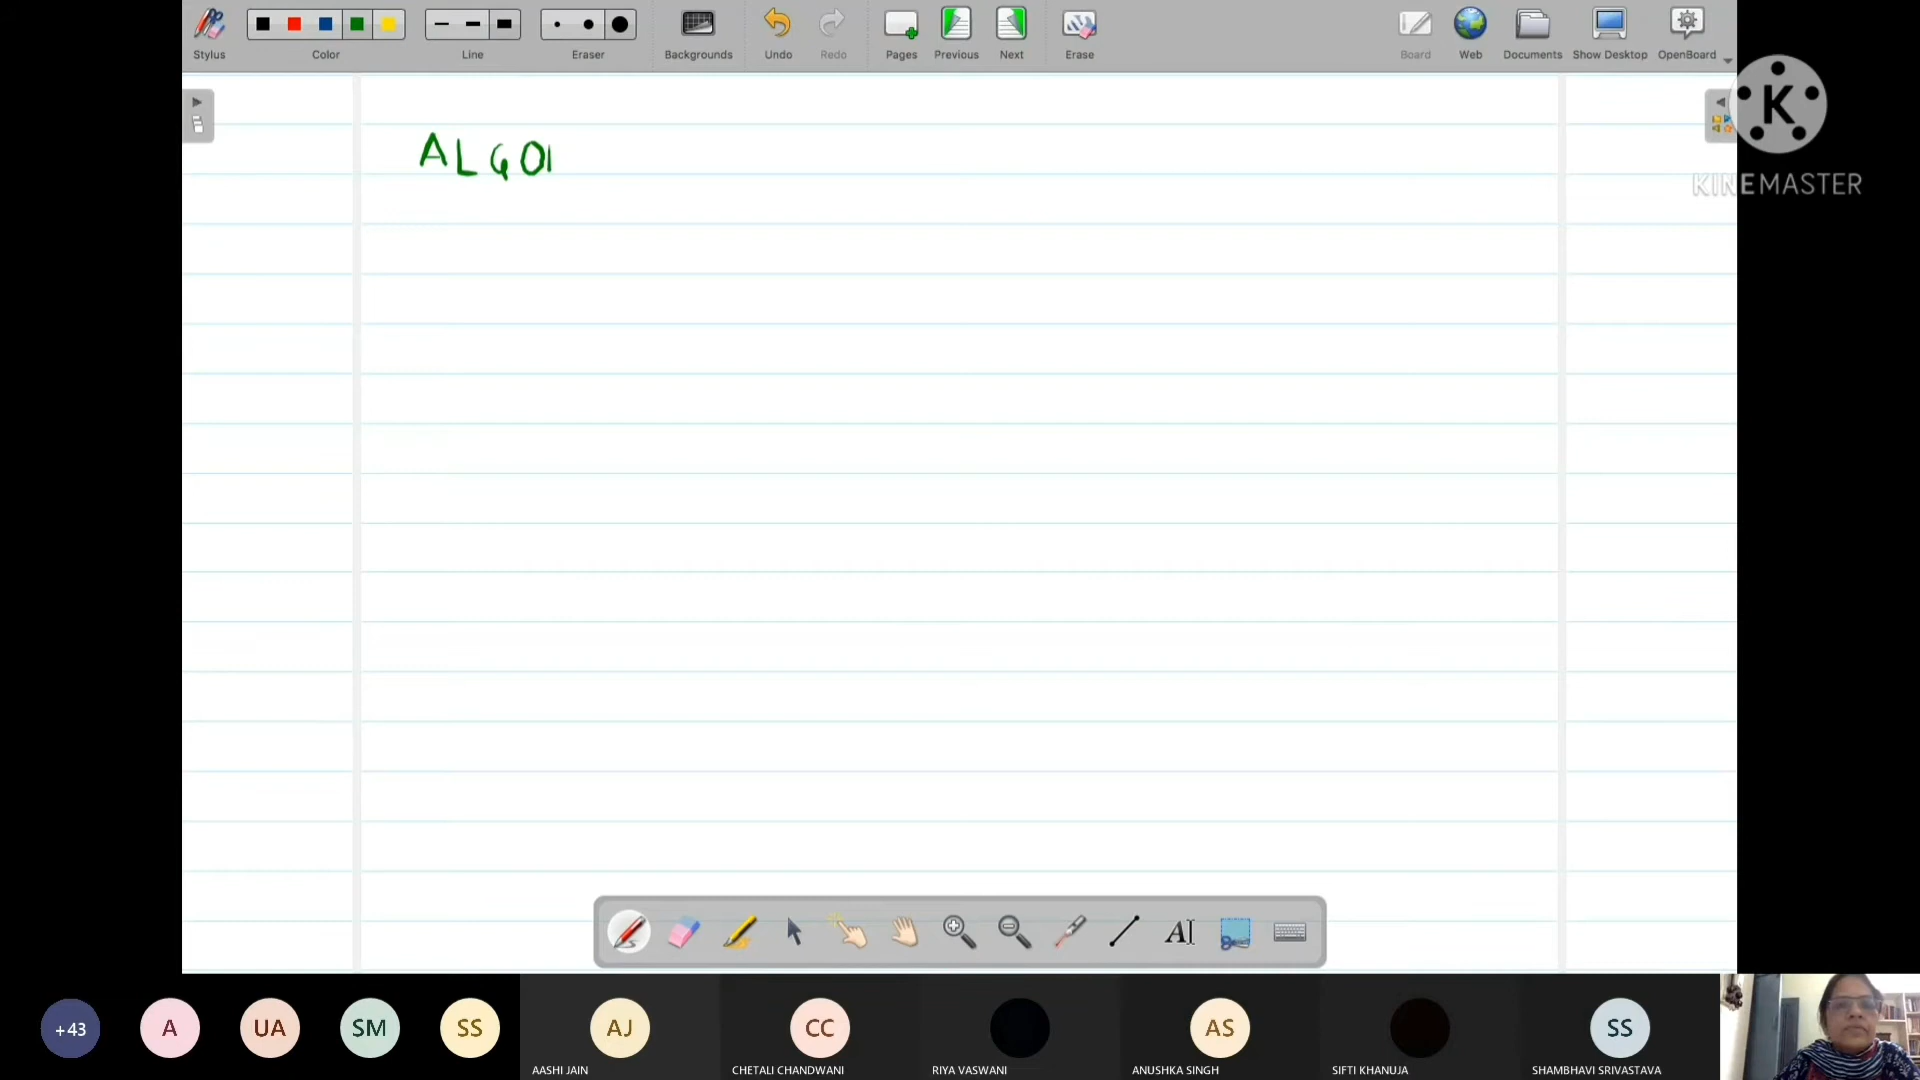 Stylus Color Line Eraser Backgrounds Undo Redo Pages Previous Next Erase Board Web Documents Show Desktop OpenBoard
K
KINEMASTER
ALGOI
AI
+43 A UA SM SS AJ CC AS SS
AASHI JAIN CHETALI CHANDWANI RIYA VASWANI ANUSHKA SINGH SIFTI KHANUJA SHAMBHAVI SRIVASTAVA